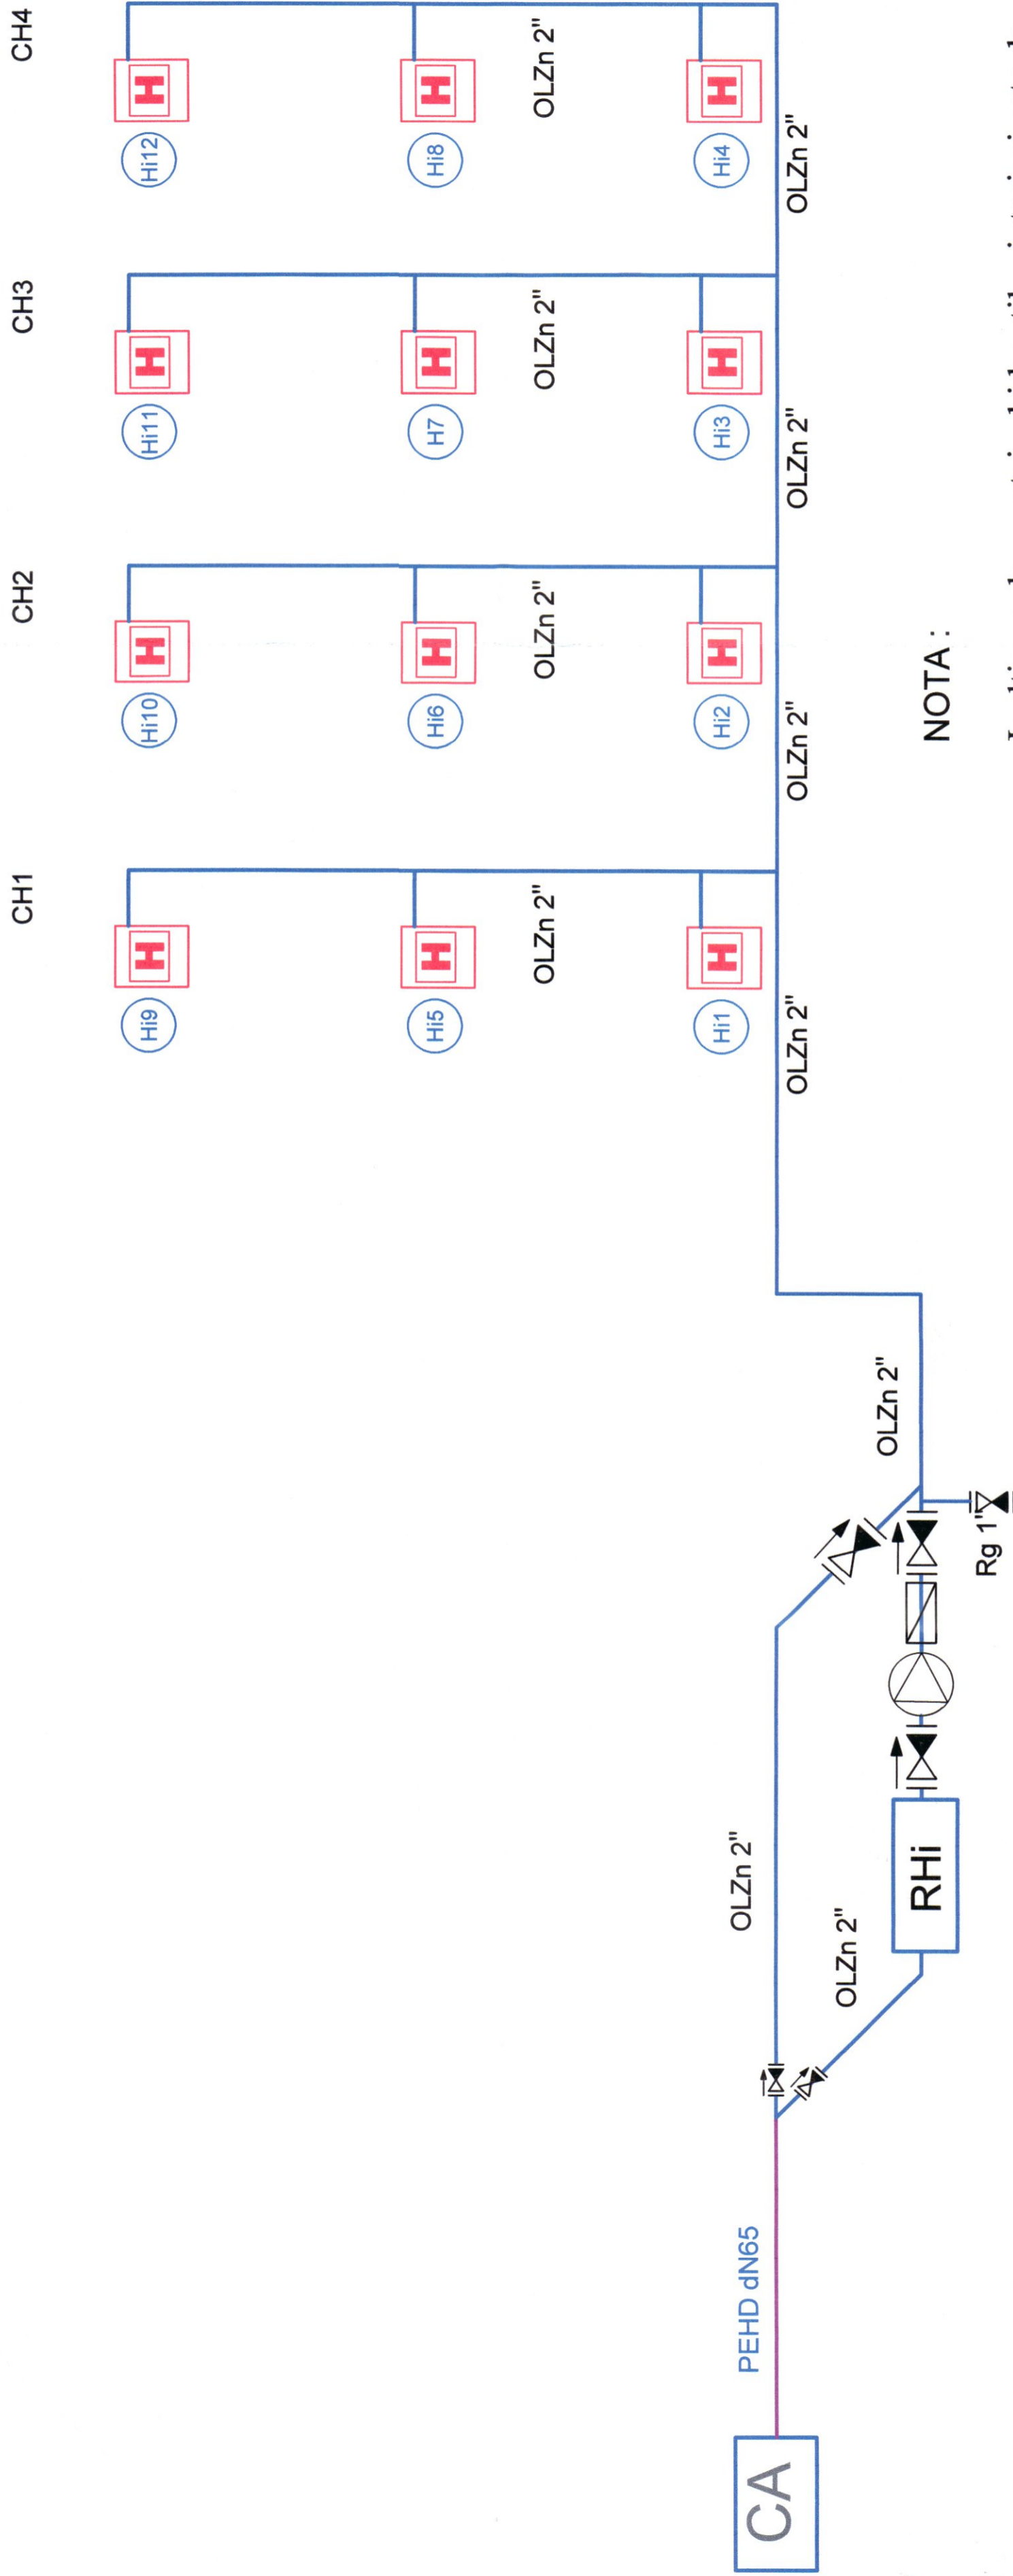 CH1
CH2
CH3
CH4
Hi9
H
Hi10
H
Hi11
H
Hi12
H
Hi5
H
Hi6
H
H7
H
Hi8
H
OLZn 2"
OLZn 2"
OLZn 2"
OLZn 2"
Hi1
H
Hi2
H
Hi3
H
Hi4
H
OLZn 2"
OLZn 2"
OLZn 2"
OLZn 2"
PEHD dN65
OLZn 2"
CA
OLZn 2"
OLZn 2"
RHi
Rg 1"
NOTA :